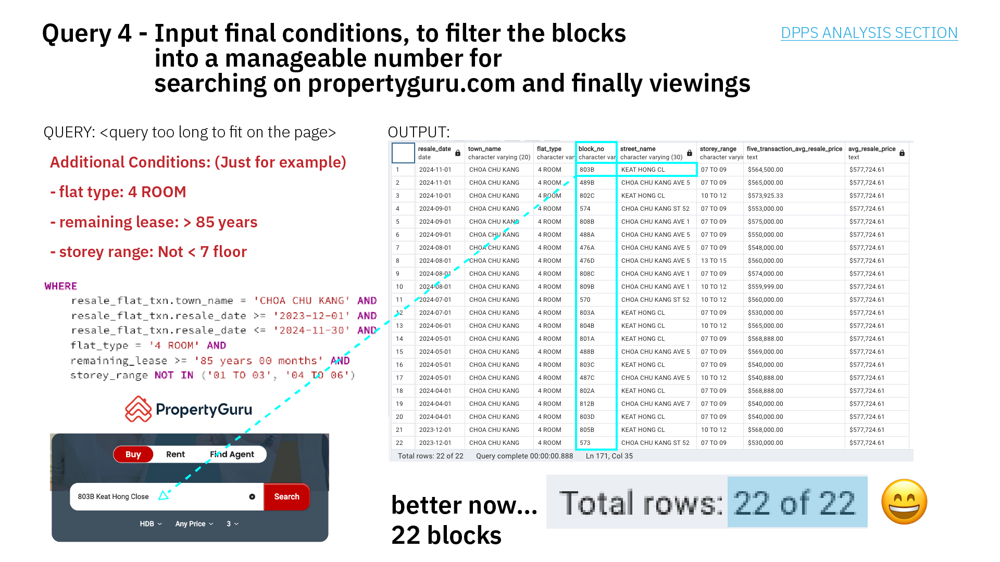 Query 4 - Input final conditions, to filter the blocks
into a manageable number for
searching on propertyguru.com and finally viewings
DPPS ANALYSIS SECTION
QUERY: <query too long to fit on the page>
Additional Conditions: (Just for example)
- flat type: 4 ROOM
- remaining lease: > 85 years
- storey range: Not < 7 floor
WHERE
resale_flat_txn.town_name = 'CHOA CHU KANG' AND
resale_flat_txn.resale_date >= '2023-12-01' AND
resale_flat_txn.resale_date <= '2024-11-30' AND
flat_type = '4 ROOM' AND
remaining_lease >= '85 years 00 months' AND
storey_range NOT IN ('01 TO 03', '04 TO 06')
PropertyGuru
Buy Rent Find Agent
803B Keat Hong Close Search
HDB Any Price 3
OUTPUT:
resale_date town_name flat_type block_no street_name storey_range five_transaction_avg_resale_price avg_resale_price
date character varying (20) character vary character var character varying (30) character varyin text text
1 2024-11-01 CHOA CHU KANG 4 ROOM 803B KEAT HONG CL 07 TO 09 $564,500.00 $577,724.61
2 2024-11-01 CHOA CHU KANG 4 ROOM 489B CHOA CHU KANG AVE 5 07 TO 09 $565,000.00 $577,724.61
3 2024-10-01 CHOA CHU KANG 4 ROOM 802C KEAT HONG CL 10 TO 12 $573,925.33 $577,724.61
4 2024-09-01 CHOA CHU KANG 4 ROOM 574 CHOA CHU KANG ST 52 07 TO 09 $553,000.00 $577,724.61
5 2024-09-01 CHOA CHU KANG 4 ROOM 808B CHOA CHU KANG AVE 1 07 TO 09 $575,000.00 $577,724.61
6 2024-09-01 CHOA CHU KANG 4 ROOM 488A CHOA CHU KANG AVE 5 07 TO 09 $550,000.00 $577,724.61
7 2024-08-01 CHOA CHU KANG 4 ROOM 476A CHOA CHU KANG AVE 5 07 TO 09 $548,000.00 $577,724.61
8 2024-08-01 CHOA CHU KANG 4 ROOM 476D CHOA CHU KANG AVE 5 13 TO 15 $560,000.00 $577,724.61
9 2024-08-01 CHOA CHU KANG 4 ROOM 808C CHOA CHU KANG AVE 1 07 TO 09 $574,000.00 $577,724.61
10 2024-08-01 CHOA CHU KANG 4 ROOM 809B CHOA CHU KANG AVE 1 10 TO 12 $559,999.00 $577,724.61
11 2024-07-01 CHOA CHU KANG 4 ROOM 570 CHOA CHU KANG ST 52 10 TO 12 $560,000.00 $577,724.61
12 2024-07-01 CHOA CHU KANG 4 ROOM 803A KEAT HONG CL 07 TO 09 $530,000.00 $577,724.61
13 2024-06-01 CHOA CHU KANG 4 ROOM 804B KEAT HONG CL 10 TO 12 $565,000.00 $577,724.61
14 2024-05-01 CHOA CHU KANG 4 ROOM 801A KEAT HONG CL 07 TO 09 $568,888.00 $577,724.61
15 2024-05-01 CHOA CHU KANG 4 ROOM 488B CHOA CHU KANG AVE 5 07 TO 09 $569,000.00 $577,724.61
16 2024-05-01 CHOA CHU KANG 4 ROOM 803C KEAT HONG CL 07 TO 09 $540,000.00 $577,724.61
17 2024-05-01 CHOA CHU KANG 4 ROOM 487C CHOA CHU KANG AVE 5 10 TO 12 $540,888.00 $577,724.61
18 2024-04-01 CHOA CHU KANG 4 ROOM 802A KEAT HONG CL 07 TO 09 $568,888.00 $577,724.61
19 2024-04-01 CHOA CHU KANG 4 ROOM 812B CHOA CHU KANG AVE 7 07 TO 09 $540,000.00 $577,724.61
20 2024-04-01 CHOA CHU KANG 4 ROOM 803D KEAT HONG CL 07 TO 09 $540,000.00 $577,724.61
21 2023-12-01 CHOA CHU KANG 4 ROOM 805B KEAT HONG CL 10 TO 12 $568,000.00 $577,724.61
22 2023-12-01 CHOA CHU KANG 4 ROOM 573 CHOA CHU KANG ST 52 07 TO 09 $530,000.00 $577,724.61
Total rows: 22 of 22 Query complete 00:00:00.888 Ln 171, Col 35
better now... Total rows: 22 of 22
22 blocks